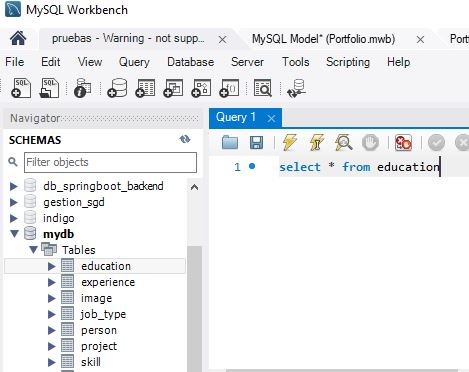 MySQL Workbench
pruebas - Warning - not supp... × MySQL Model* (Portfolio.mwb) × Port
File Edit View Query Database Server Tools Scripting Help
Navigator
SCHEMAS
Filter objects
db_springboot_backend
gestion_sgd
indigo
mydb
Tables
education
experience
image
job_type
person
project
skill
Query 1 ×
1 select * from education